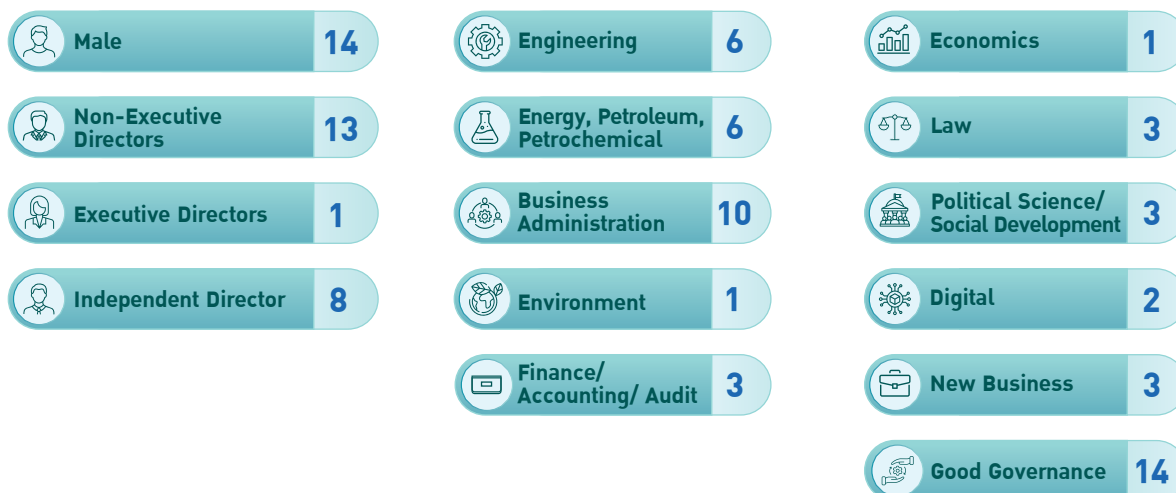 Male 14
Non-Executive
Directors 13
Executive Directors 1
Independent Director 8
Engineering 6
Energy, Petroleum,
Petrochemical 6
Business
Administration 10
Environment 1
Finance/
Accounting/ Audit 3
Economics 1
Law 3
Political Science/
Social Development 3
Digital 2
New Business 3
Good Governance 14